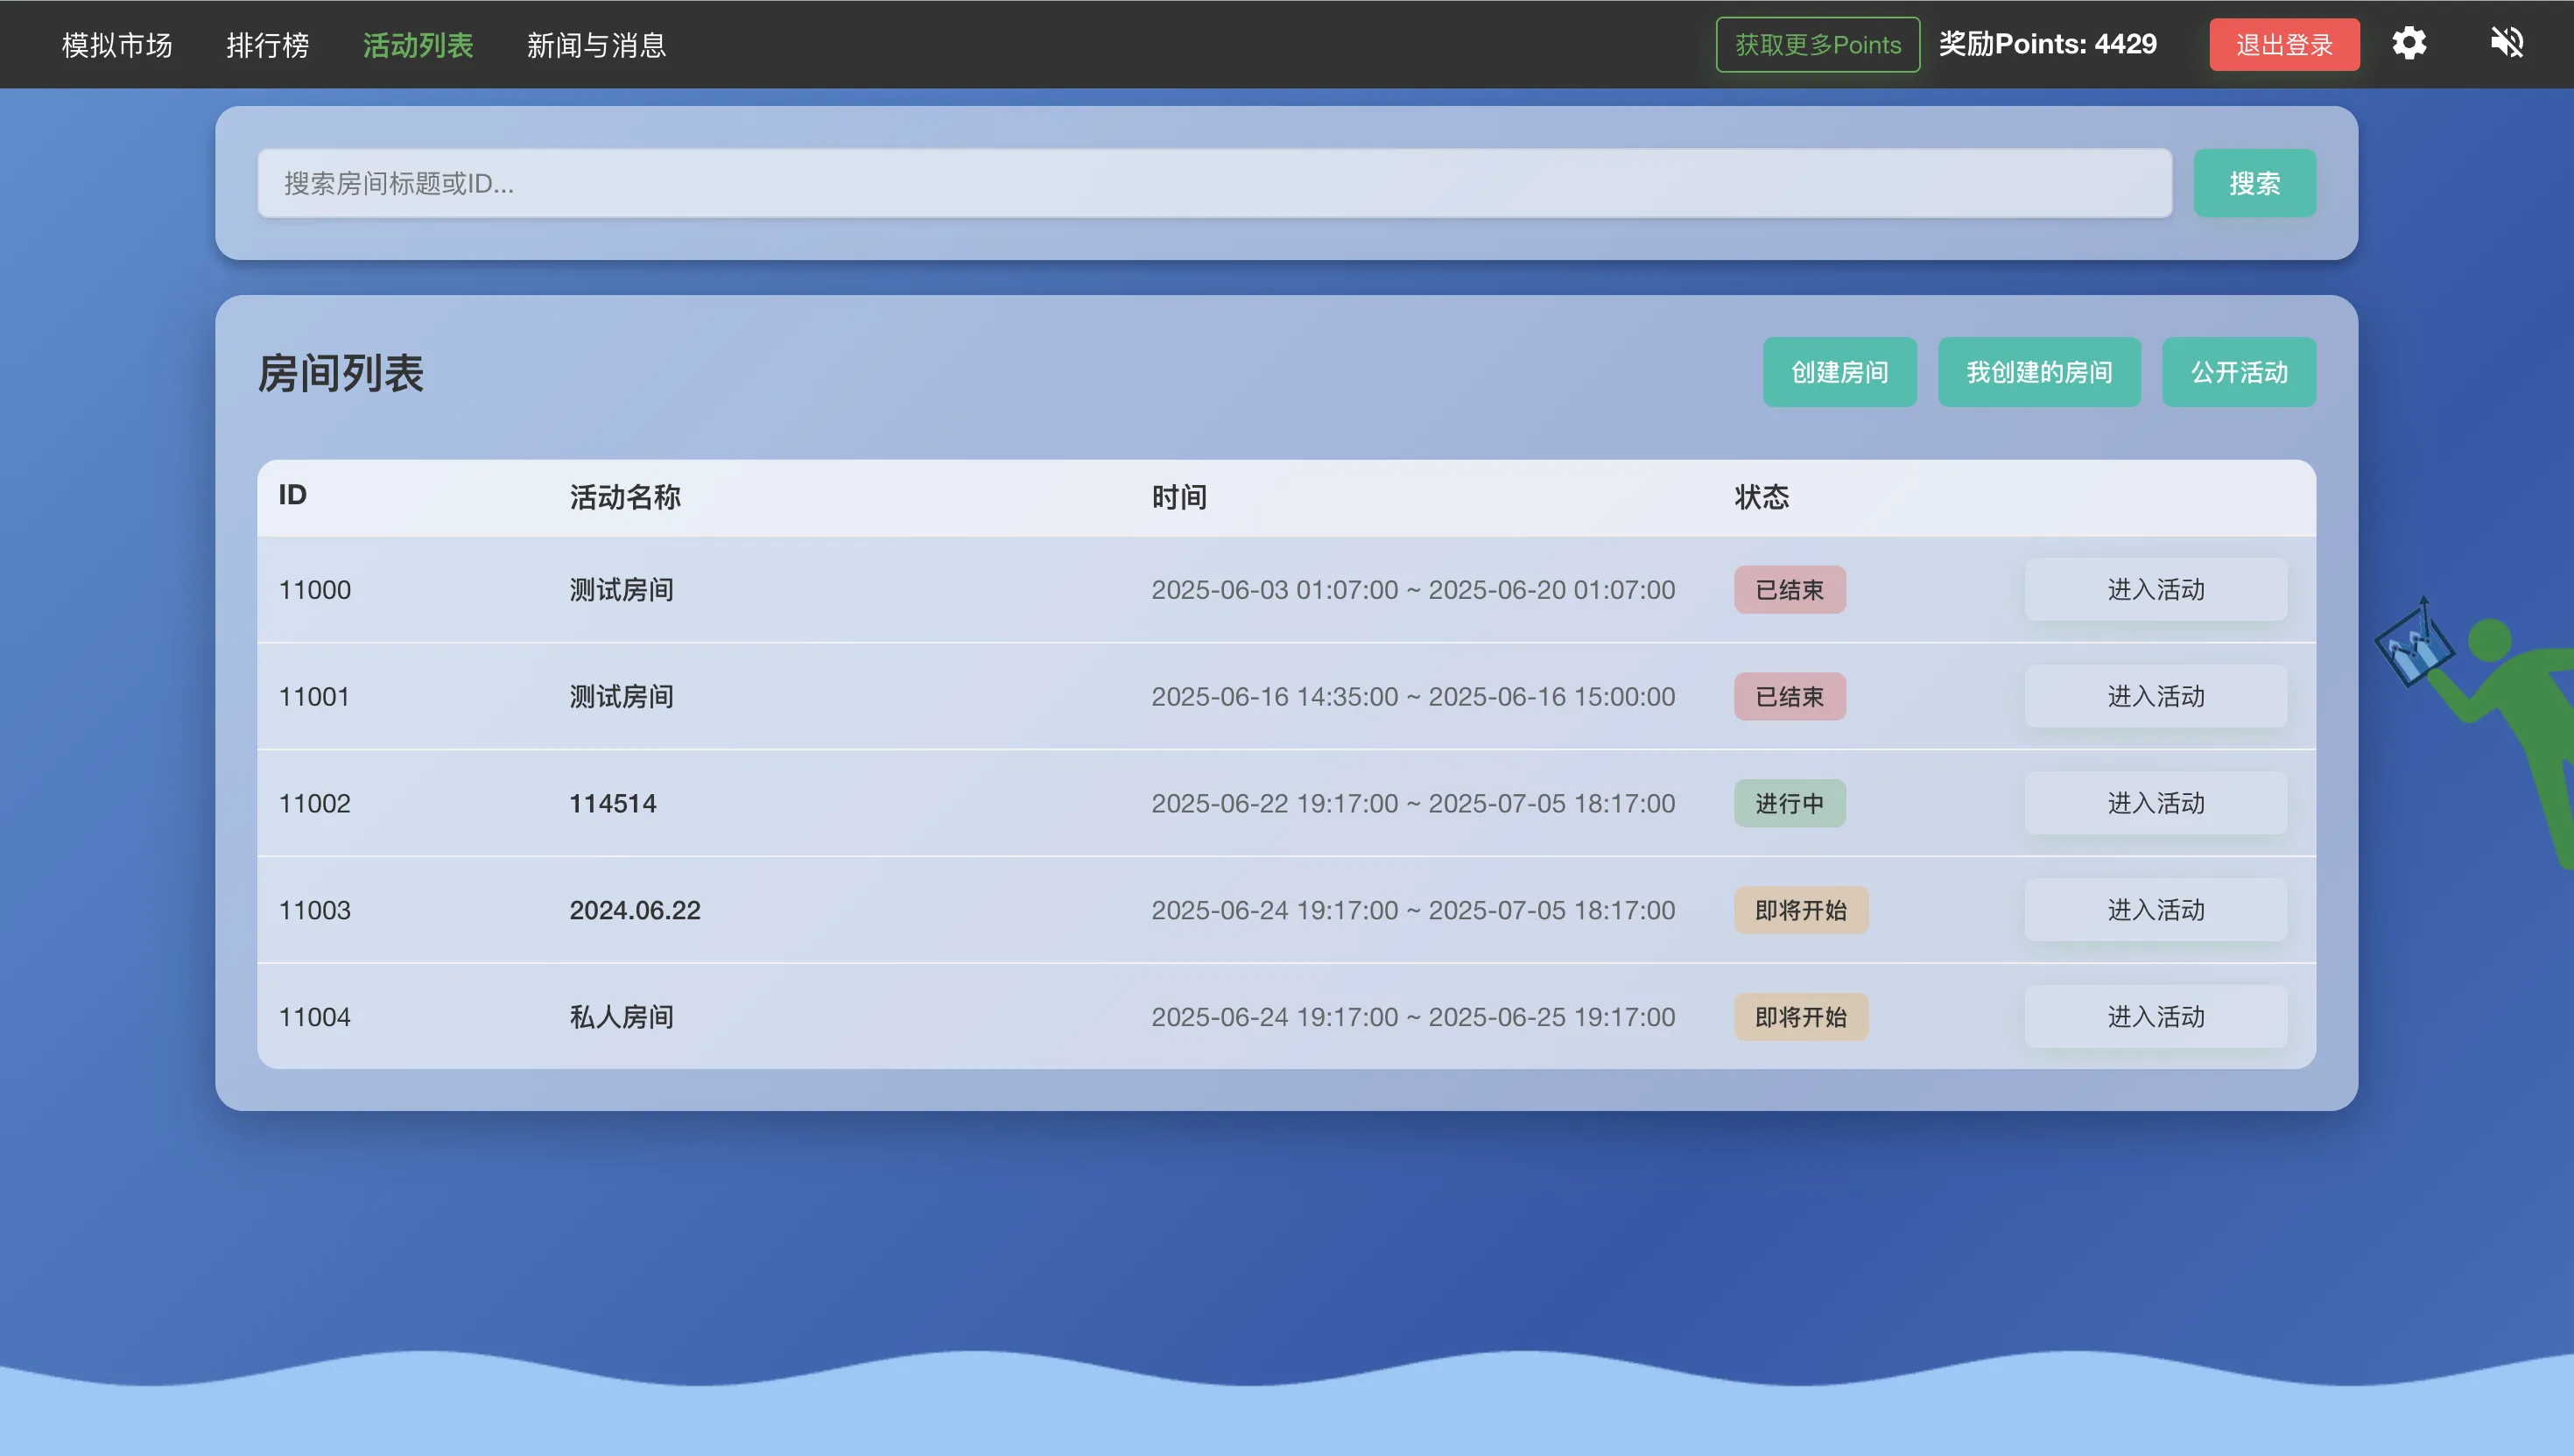 模拟市场 排行榜 活动列表 新闻与消息 获取更多Points 奖励Points: 4429 退出登录
搜索房间标题或ID... 搜索
房间列表 创建房间 我创建的房间 公开活动
ID 活动名称 时间 状态
11000 测试房间 2025-06-03 01:07:00 ~ 2025-06-20 01:07:00 已结束 进入活动
11001 测试房间 2025-06-16 14:35:00 ~ 2025-06-16 15:00:00 已结束 进入活动
11002 114514 2025-06-22 19:17:00 ~ 2025-07-05 18:17:00 进行中 进入活动
11003 2024.06.22 2025-06-24 19:17:00 ~ 2025-07-05 18:17:00 即将开始 进入活动
11004 私人房间 2025-06-24 19:17:00 ~ 2025-06-25 19:17:00 即将开始 进入活动